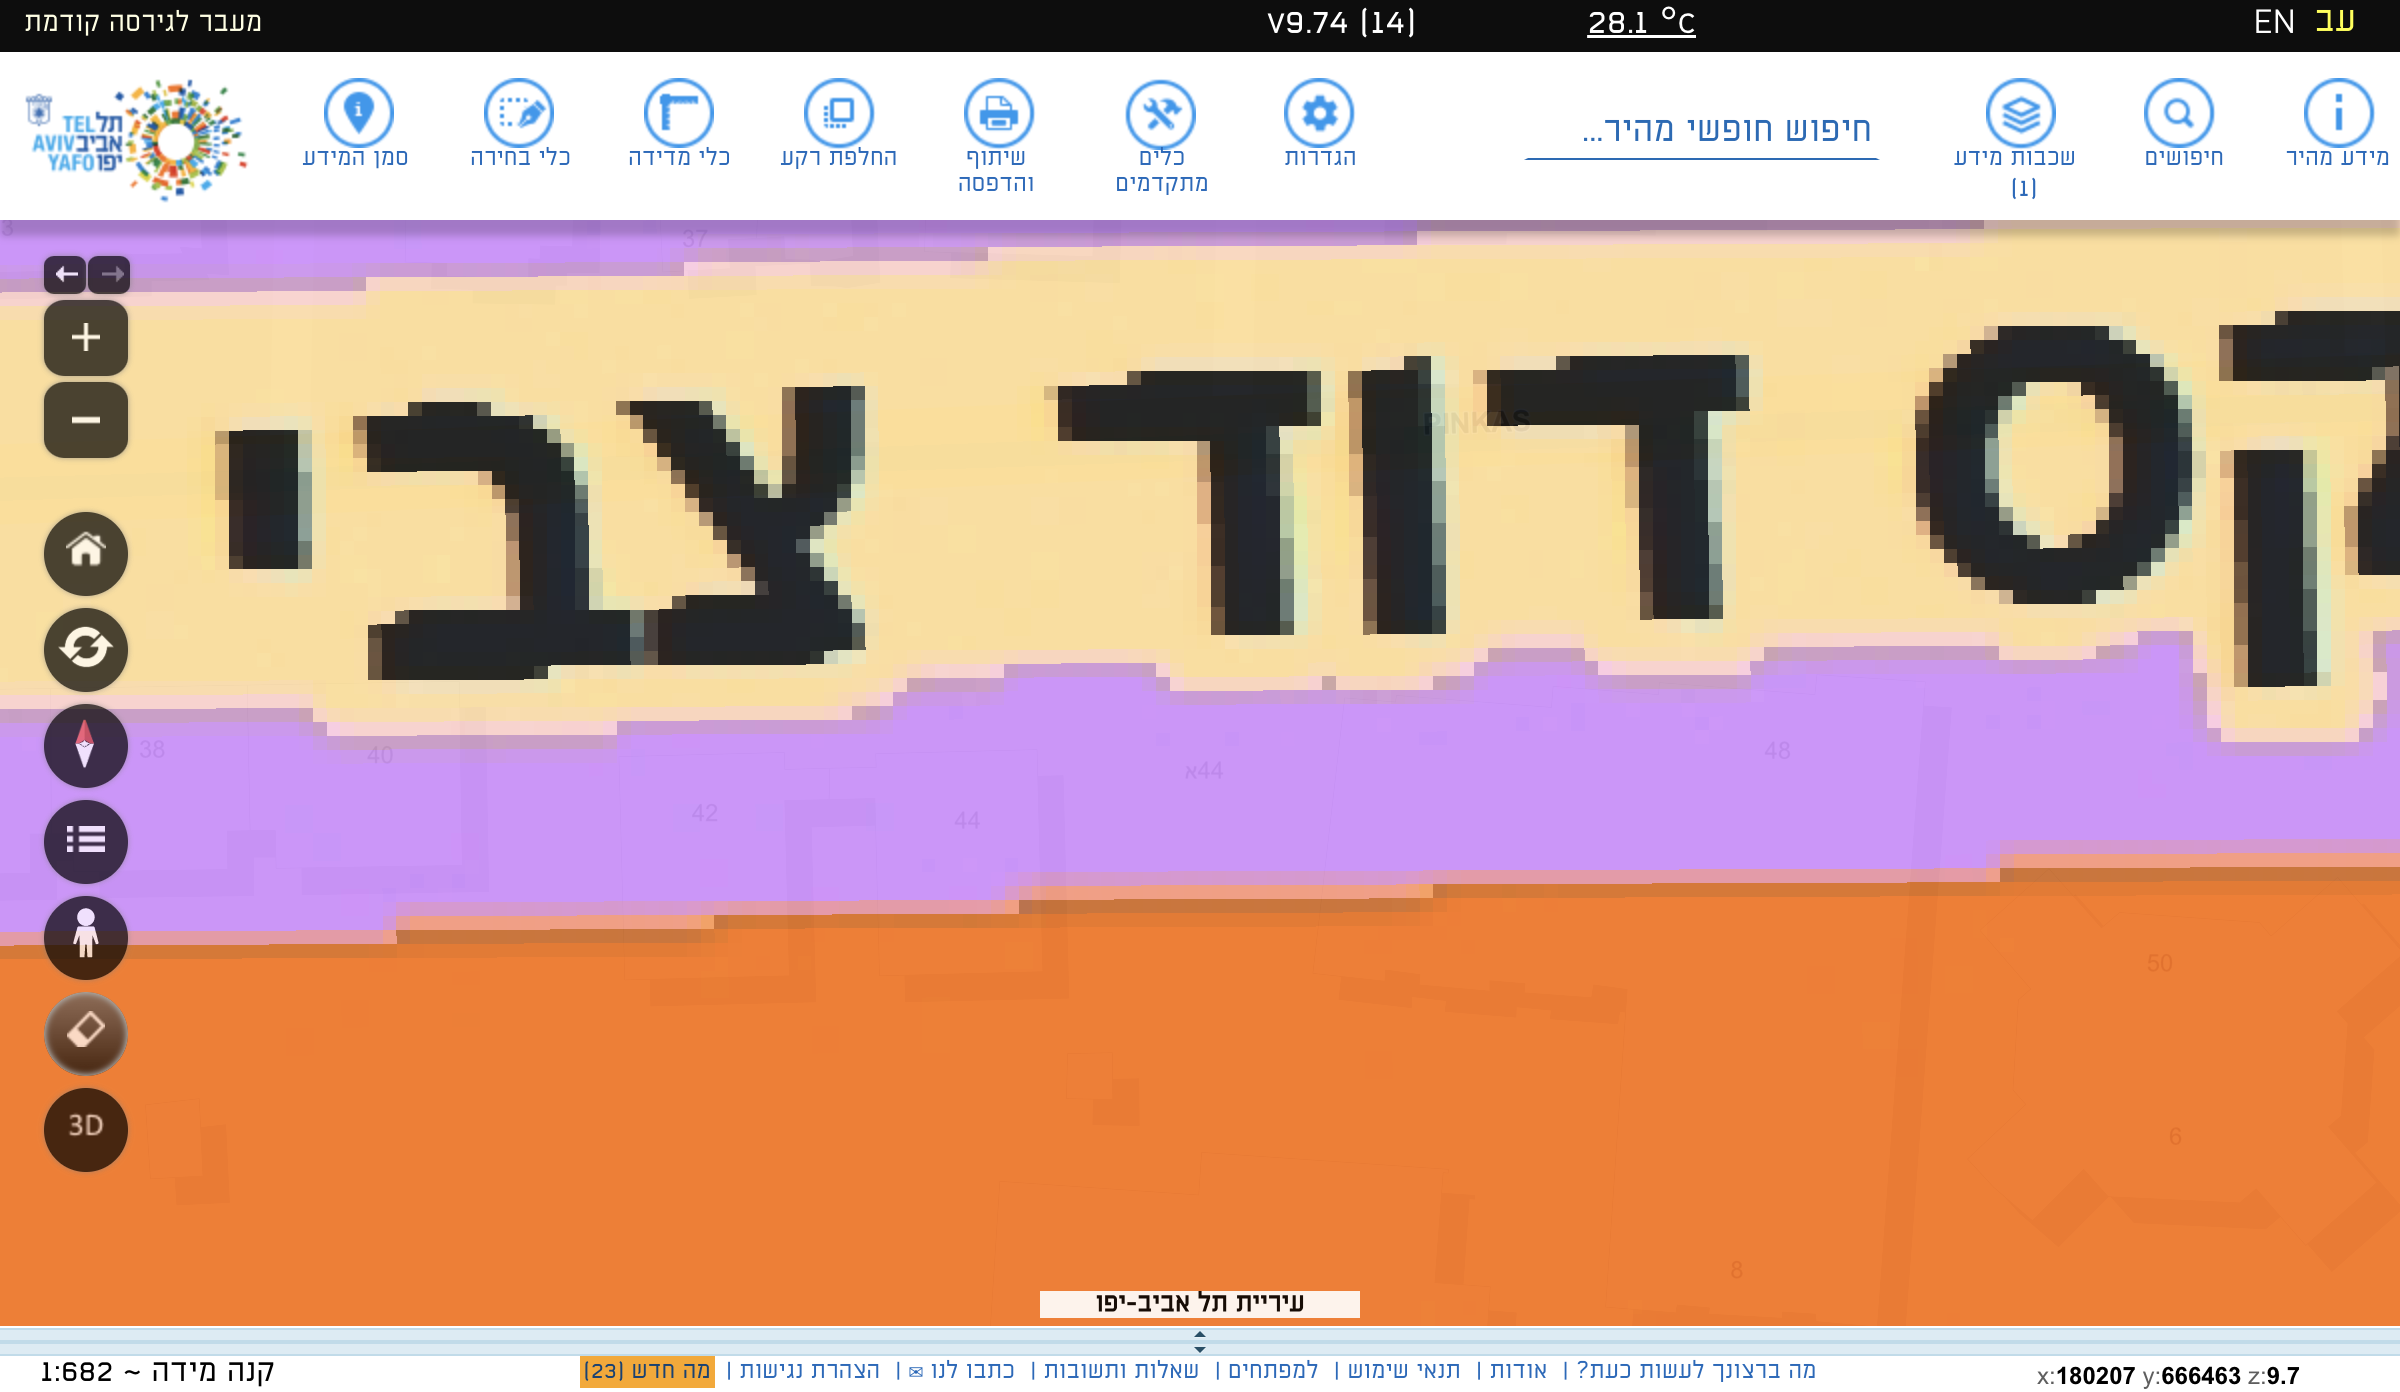 עב EN
28.1 °C
V9.74 (14)
מעבר לגירסה קודמת
מידע מהיר
חיפושים
שכבות מידע (1)
חיפוש חופשי מהיר...
הגדרות
כלים מתקדמים
שיתוף והדפסה
החלפת רקע
כלי מדידה
כלי בחירה
סמן המידע
תל אביב יפו
TEL AVIV YAFO
3
37
דוד צבי
PINKAS
38
40
42
44
44א
48
50
6
8
3D
עיריית תל אביב-יפו
מה ברצונך לעשות כעת? | אודות | תנאי שימוש | למפתחים | שאלות ותשובות | כתבו לנו ✉ | הצהרת נגישות | מה חדש (23)
קנה מידה ~ 1:682
x:180207 y:666463 z:9.7